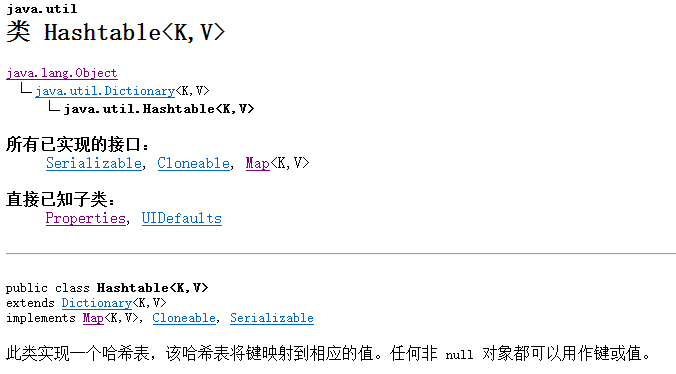 java.util
类 Hashtable<K,V>
java.lang.Object
java.util.Dictionary<K,V>
java.util.Hashtable<K,V>
所有已实现的接口：
Serializable, Cloneable, Map<K,V>
直接已知子类：
Properties, UIDefaults
public class Hashtable<K,V>
extends Dictionary<K,V>
implements Map<K,V>, Cloneable, Serializable
此类实现一个哈希表，该哈希表将键映射到相应的值。任何非 null 对象都可以用作键或值。